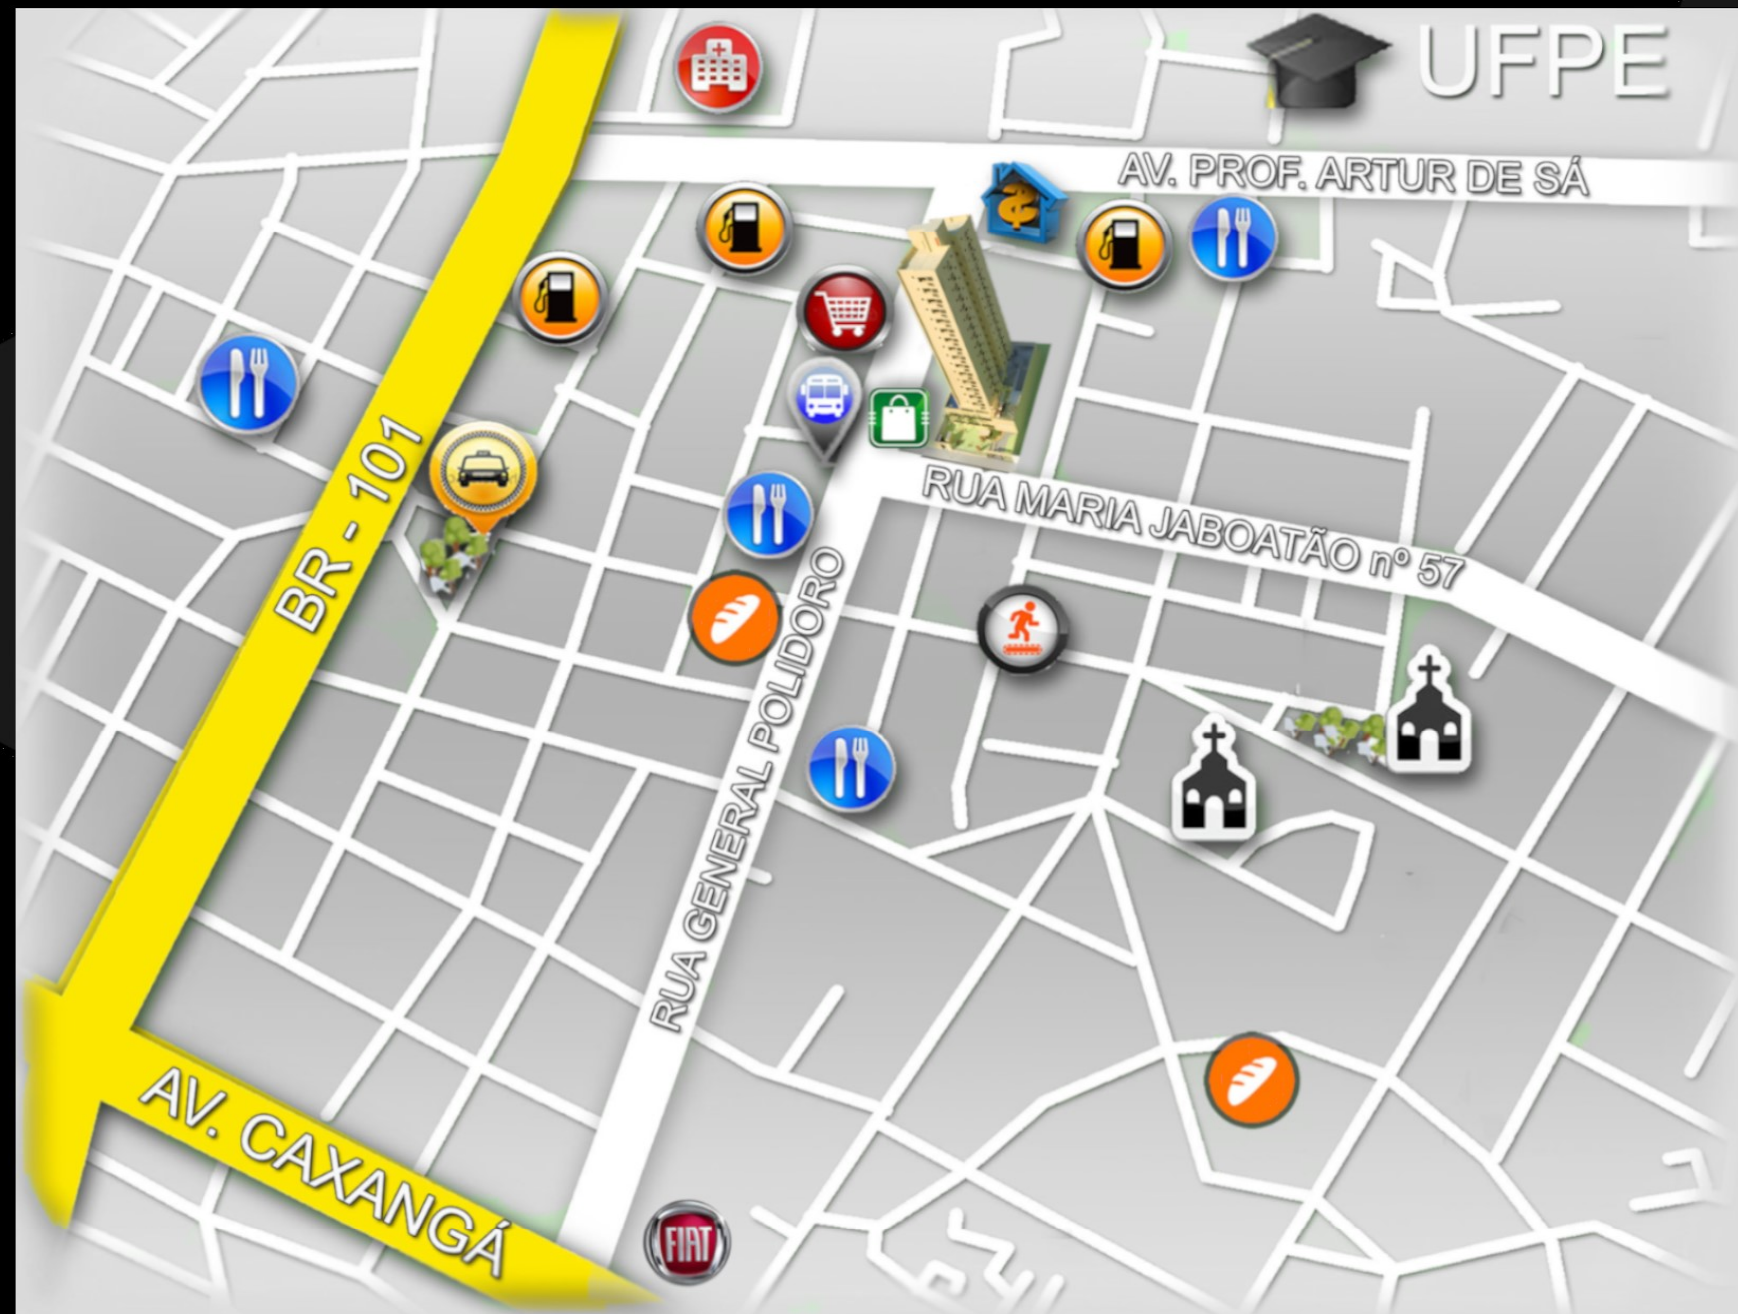 UFPE
AV. PROF. ARTUR DE SÁ
BR - 101
RUA MARIA JABOATÃO nº 57
RUA GENERAL POLIDORO
AV. CAXANGÁ
FIAT